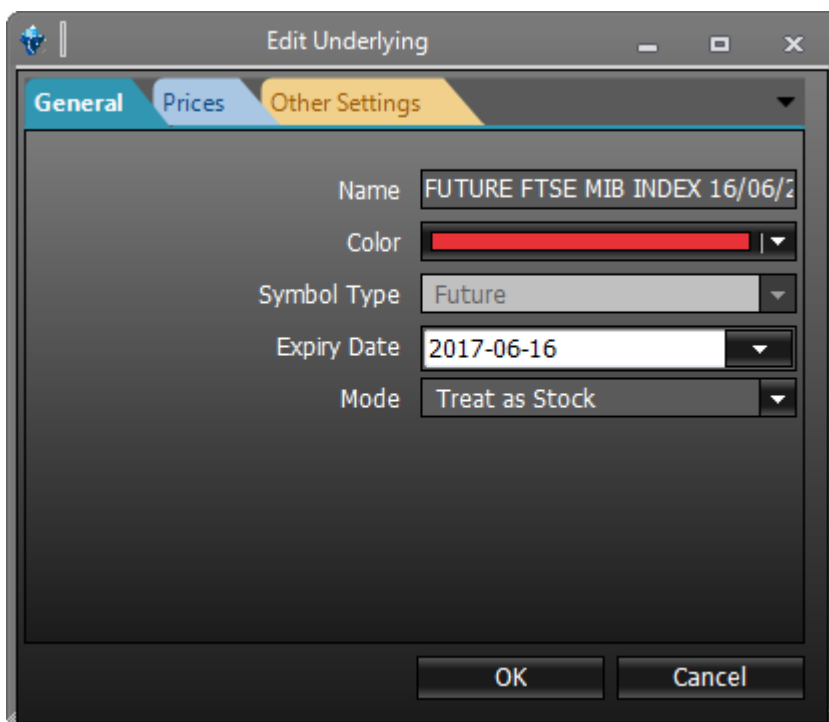 Edit Underlying
General Prices Other Settings
Name FUTURE FTSE MIB INDEX 16/06/2
Color
Symbol Type Future
Expiry Date 2017-06-16
Mode Treat as Stock
OK Cancel